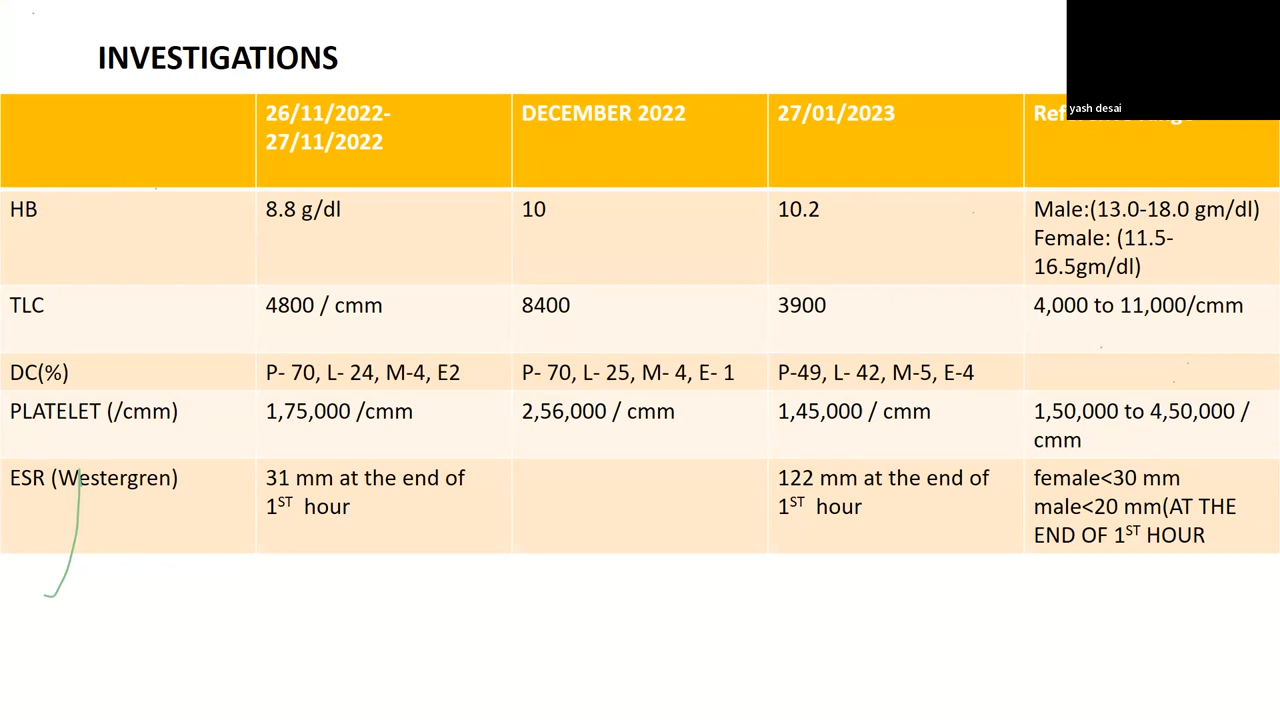 INVESTIGATIONS
yash desai
26/11/2022-
27/11/2022
DECEMBER 2022
27/01/2023
HB
8.8 g/dl
10
10.2
Male:(13.0-18.0 gm/dl)
Female: (11.5-
16.5gm/dl)
TLC
4800 / cmm
8400
3900
4,000 to 11,000/cmm
DC(%)
P- 70, L- 24, M-4, E2
P- 70, L- 25, M- 4, E- 1
P-49, L- 42, M-5, E-4
PLATELET (/cmm)
1,75,000 /cmm
2,56,000 / cmm
1,45,000 / cmm
1,50,000 to 4,50,000 /
cmm
ESR (Westergren)
31 mm at the end of
1ST hour
122 mm at the end of
1ST hour
female<30 mm
male<20 mm(AT THE
END OF 1ST HOUR